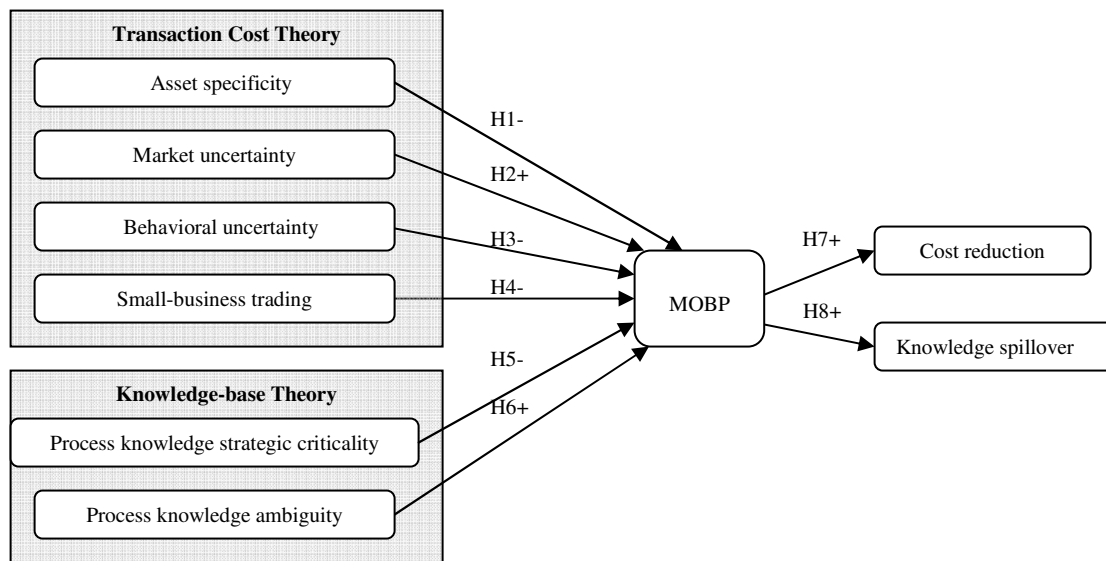 Transaction Cost Theory
Asset specificity
H1-
Market uncertainty
H2+
Behavioral uncertainty
H3-
Small-business trading
H4-
MOBP
H7+
Cost reduction
H8+
Knowledge spillover
Knowledge-base Theory
H5-
Process knowledge strategic criticality
H6+
Process knowledge ambiguity